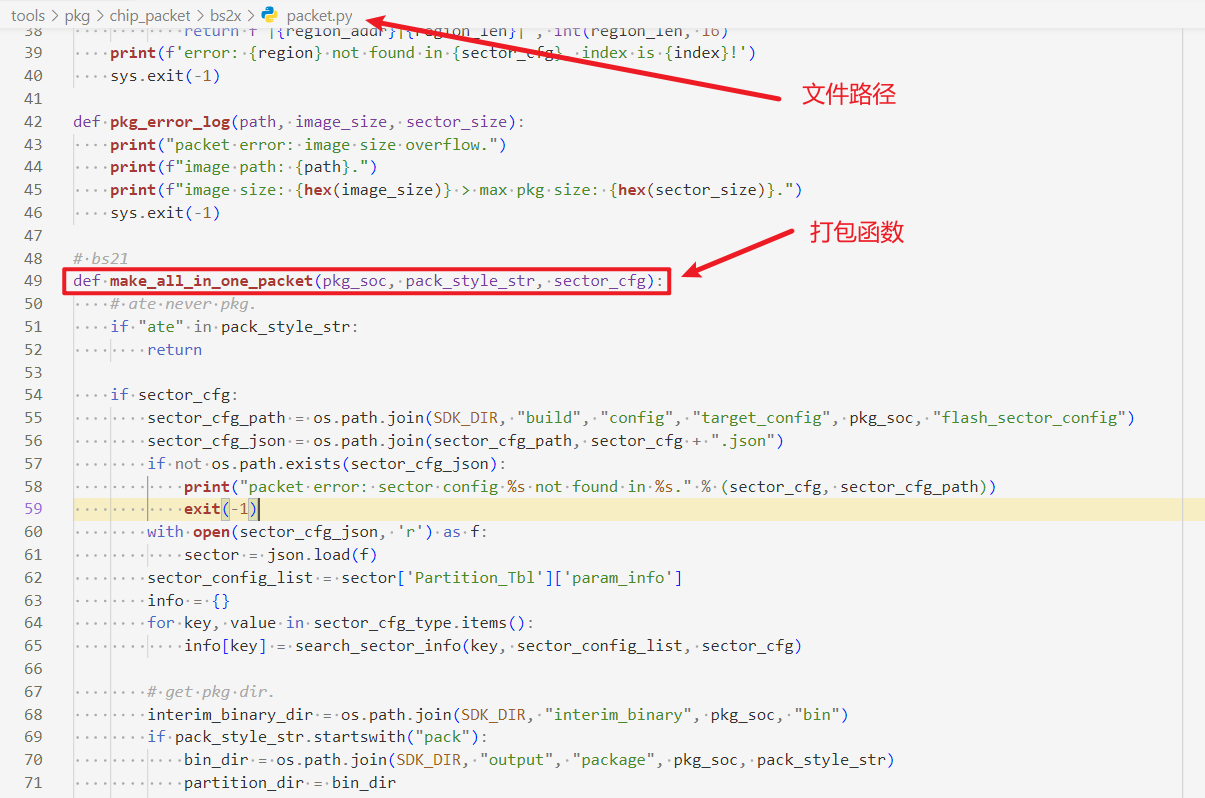 tools > pkg > chip_packet > bs2x > packet.py
38 return f'|{region_addr}|{region_len}|', int(region_len, 16)
39 print(f'error: {region} not found in {sector_cfg} index is {index}!')
40 sys.exit(-1)
文件路径
41
42 def pkg_error_log(path, image_size, sector_size):
43 print("packet error: image size overflow.")
44 print(f"image path: {path}.")
45 print(f"image size: {hex(image_size)} > max pkg size: {hex(sector_size)}.")
46 sys.exit(-1)
47
打包函数
48 # bs21
49 def make_all_in_one_packet(pkg_soc, pack_style_str, sector_cfg):
50 # ate never pkg.
51 if "ate" in pack_style_str:
52 return
53
54 if sector_cfg:
55 sector_cfg_path = os.path.join(SDK_DIR, "build", "config", "target_config", pkg_soc, "flash_sector_config")
56 sector_cfg_json = os.path.join(sector_cfg_path, sector_cfg + ".json")
57 if not os.path.exists(sector_cfg_json):
58 print("packet error: sector config %s not found in %s." % (sector_cfg, sector_cfg_path))
59 exit(-1)
60 with open(sector_cfg_json, 'r') as f:
61 sector = json.load(f)
62 sector_config_list = sector['Partition_Tbl']['param_info']
63 info = {}
64 for key, value in sector_cfg_type.items():
65 info[key] = search_sector_info(key, sector_config_list, sector_cfg)
66
67 # get pkg dir.
68 interim_binary_dir = os.path.join(SDK_DIR, "interim_binary", pkg_soc, "bin")
69 if pack_style_str.startswith("pack"):
70 bin_dir = os.path.join(SDK_DIR, "output", "package", pkg_soc, pack_style_str)
71 partition_dir = bin_dir